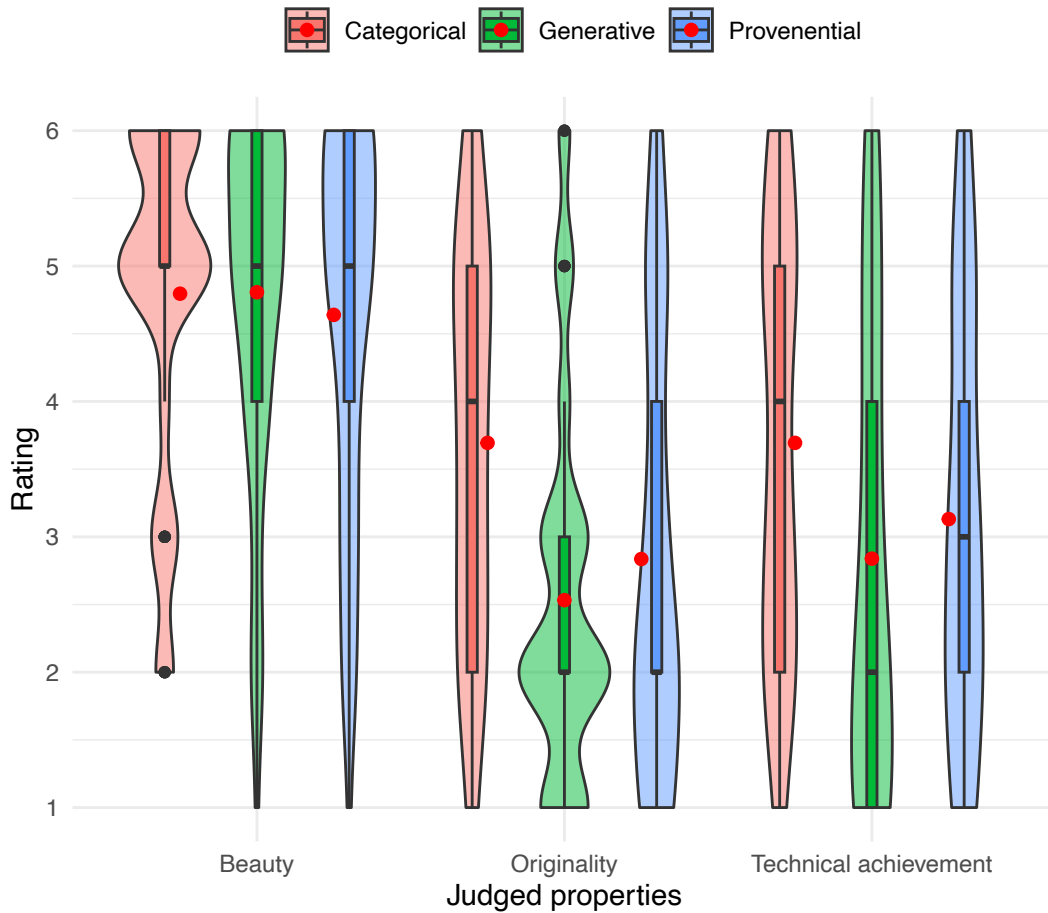 Categorical Generative Provenential
6
5
4
3
2
1
Rating
Beauty Originality Technical achievement
Judged properties